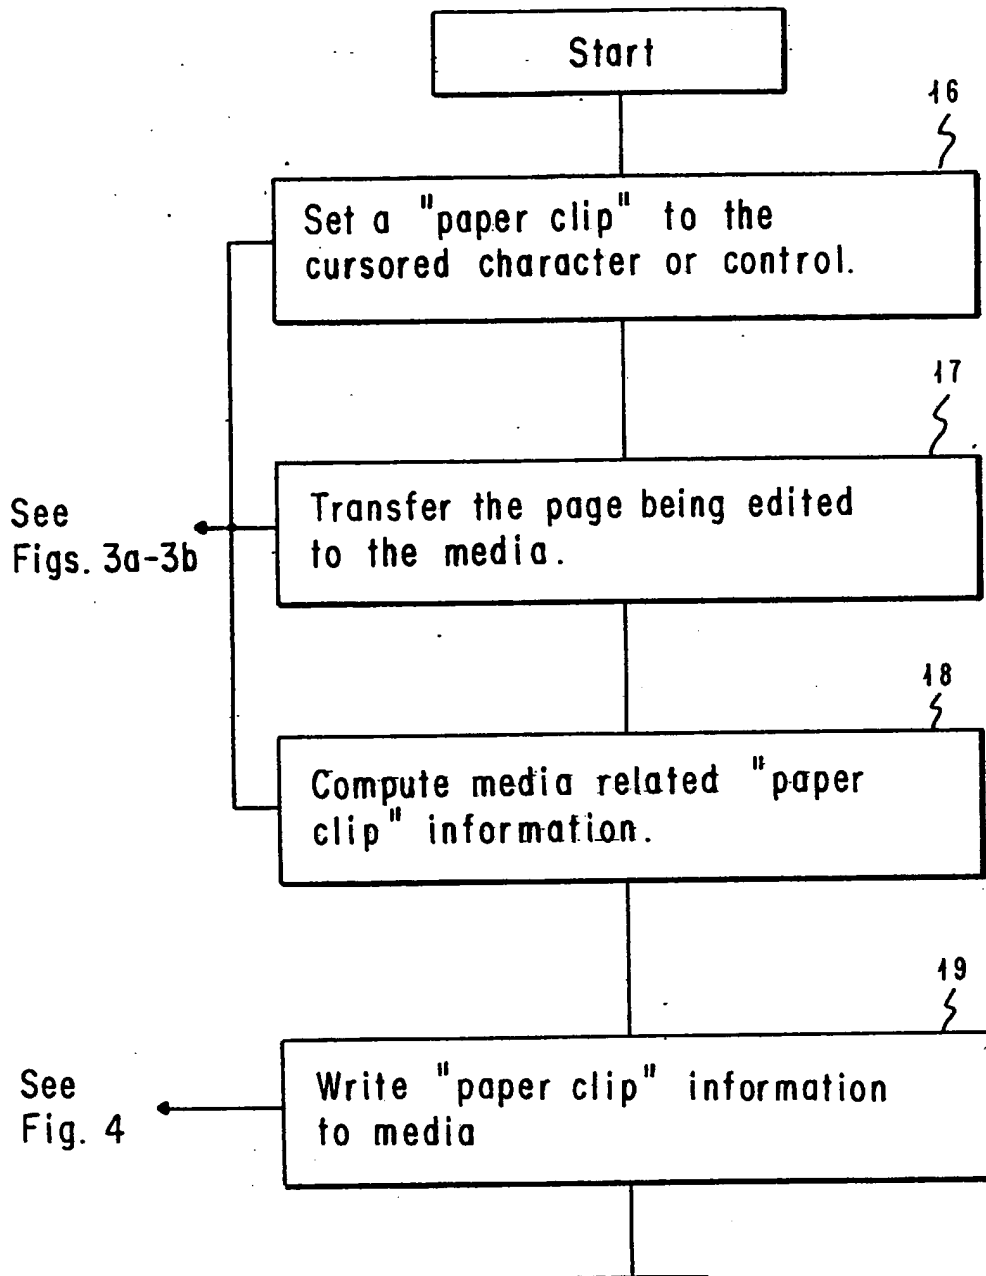 Start
16
Set a "paper clip" to the
cursored character or control.
17
See
Figs. 3a-3b
Transfer the page being edited
to the media.
18
Compute media related "paper
clip" information.
19
See
Fig. 4
Write "paper clip" information
to media